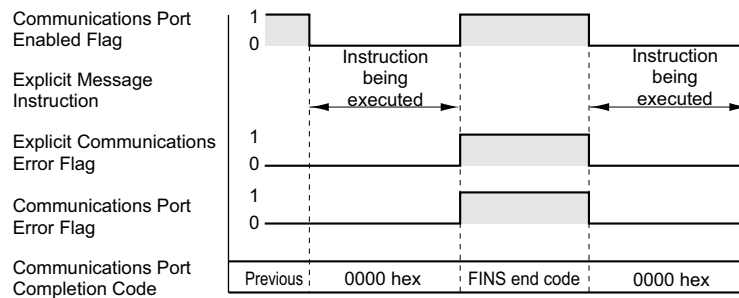 Communications Port
Enabled Flag
1
0
Explicit Message
Instruction
Instruction
being
executed
Instruction
being
executed
Explicit Communications
Error Flag
1
0
Communications Port
Error Flag
1
0
Communications Port
Completion Code
Previous
0000 hex
FINS end code
0000 hex